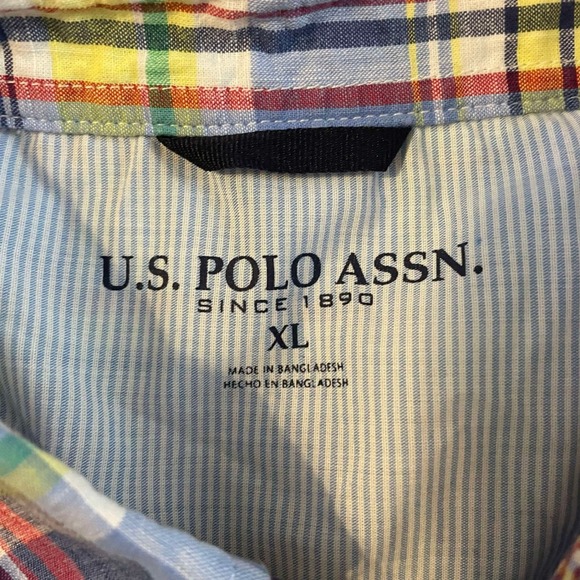 U.S. POLO ASSN.
SINCE 1890
XL
MADE IN BANGLADESH
HECHO EN BANGLADESH